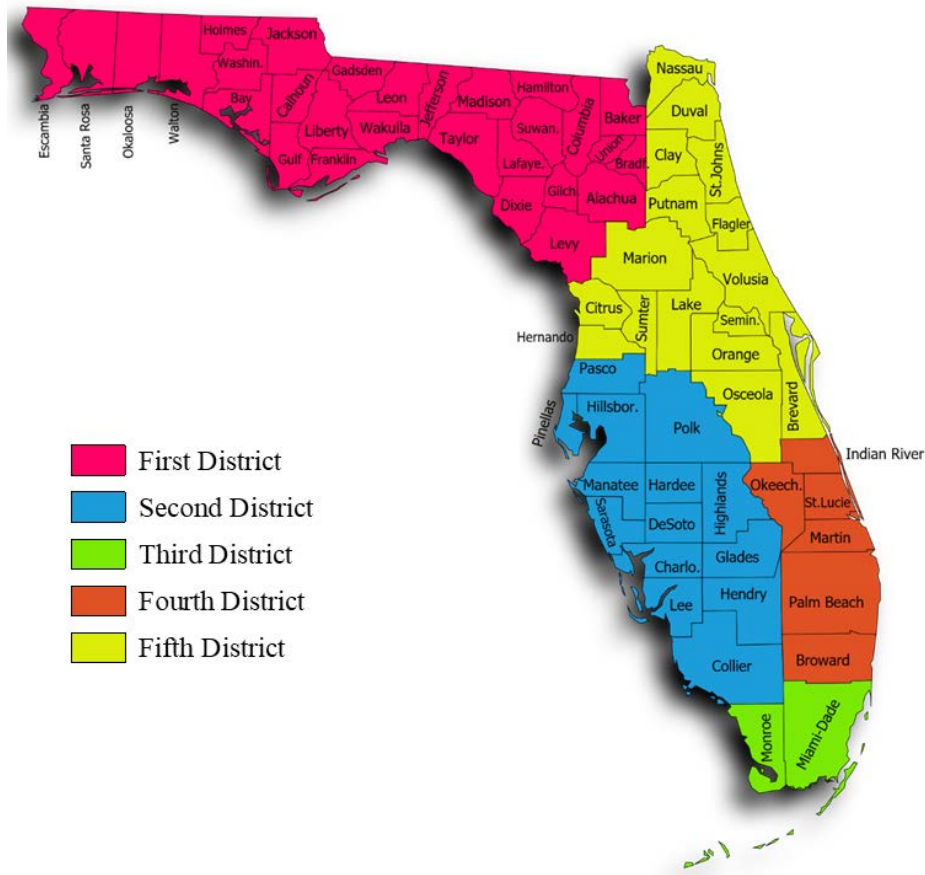 Holmes
Jackson
Washin.
Bay
Calhoun
Gadsden
Leon
Jefferson
Madison
Hamilton
Columbia
Baker
Liberty
Wakulla
Taylor
Suwan.
Union
Bradf.
Gulf
Franklin
Lafaye.
Gilch.
Alachua
Dixie
Levy
Escambia
Santa Rosa
Okaloosa
Walton
Nassau
Duval
Clay
St.Johns
Putnam
Flagler
Marion
Volusia
Citrus
Sumter
Lake
Semin.
Hernando
Orange
Osceola
Brevard
Pasco
Pinellas
Hillsbor.
Polk
Indian River
Manatee
Hardee
Highlands
Okeech.
St.Lucie
Sarasota
DeSoto
Martin
Charlo.
Glades
Lee
Hendry
Palm Beach
Collier
Broward
Monroe
Miami-Dade
First District
Second District
Third District
Fourth District
Fifth District